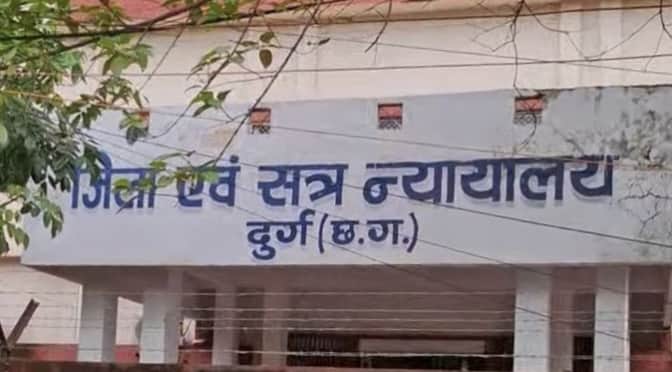 जिला एवं सत्र न्यायालय
दुर्ग (छ.ग.)